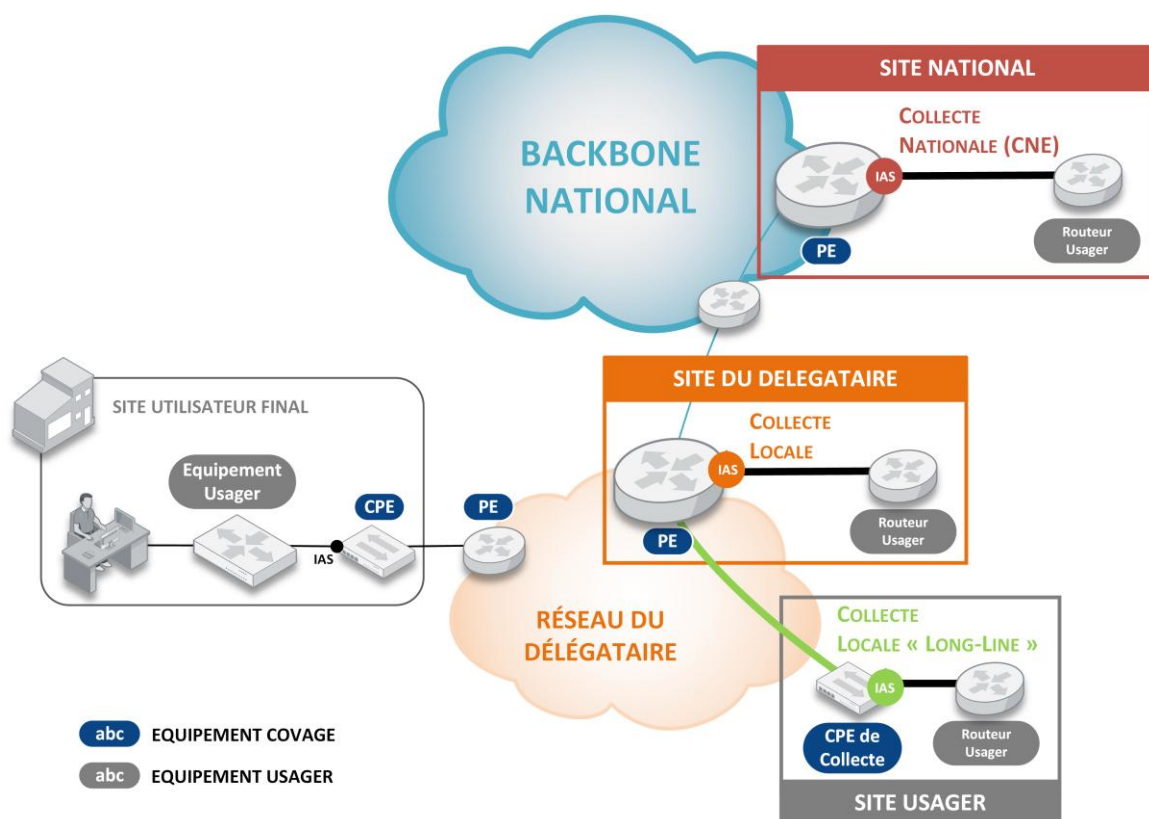 SITE NATIONAL
COLLECTE
NATIONALE (CNE)
BACKBONE
NATIONAL
IAS
Routeur
Usager
PE
SITE DU DELEGATAIRE
COLLECTE
LOCALE
IAS
Routeur
Usager
PE
SITE UTILISATEUR FINAL
Equipement
Usager
CPE
PE
IAS
RÉSEAU DU
DÉLÉGATAIRE
COLLECTE
LOCALE « LONG-LINE »
IAS
CPE de
Collecte
Routeur
Usager
SITE USAGER
abc EQUIPEMENT COVAGE
abc EQUIPEMENT USAGER